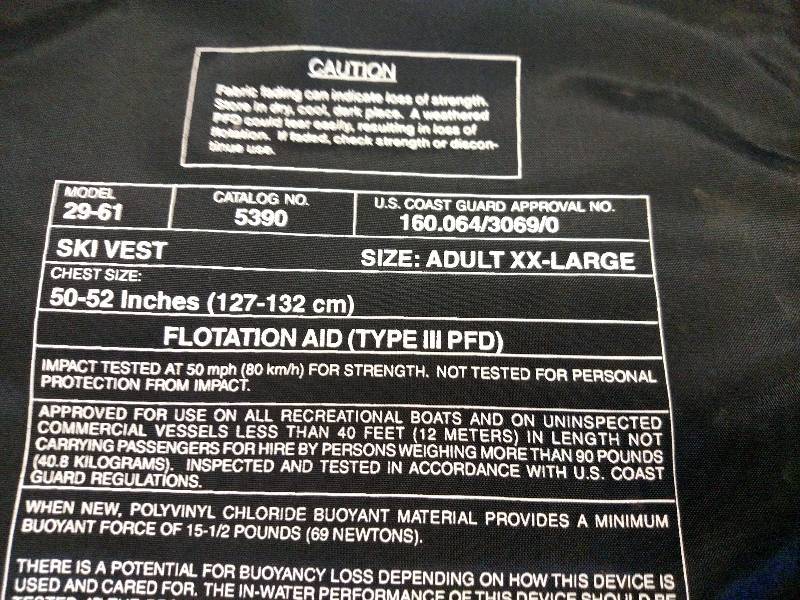 CAUTION
Fabric fading can indicate loss of strength.
Store in dry, cool, dark place. A weathered
PFD could tear easily, resulting in loss of
flotation. If faded, check strength or discon-
tinue use.
MODEL
29-61
CATALOG NO.
5390
U.S. COAST GUARD APPROVAL NO.
160.064/3069/0
SKI VEST
SIZE: ADULT XX-LARGE
CHEST SIZE:
50-52 Inches (127-132 cm)
FLOTATION AID (TYPE III PFD)
IMPACT TESTED AT 50 mph (80 km/h) FOR STRENGTH. NOT TESTED FOR PERSONAL
PROTECTION FROM IMPACT.
APPROVED FOR USE ON ALL RECREATIONAL BOATS AND ON UNINSPECTED
COMMERCIAL VESSELS LESS THAN 40 FEET (12 METERS) IN LENGTH NOT
CARRYING PASSENGERS FOR HIRE BY PERSONS WEIGHING MORE THAN 90 POUNDS
(40.8 KILOGRAMS). INSPECTED AND TESTED IN ACCORDANCE WITH U.S. COAST
GUARD REGULATIONS.
WHEN NEW, POLYVINYL CHLORIDE BUOYANT MATERIAL PROVIDES A MINIMUM
BUOYANT FORCE OF 15-1/2 POUNDS (69 NEWTONS).
THERE IS A POTENTIAL FOR BUOYANCY LOSS DEPENDING ON HOW THIS DEVICE IS
USED AND CARED FOR. THE IN-WATER PERFORMANCE OF THIS DEVICE SHOULD BE